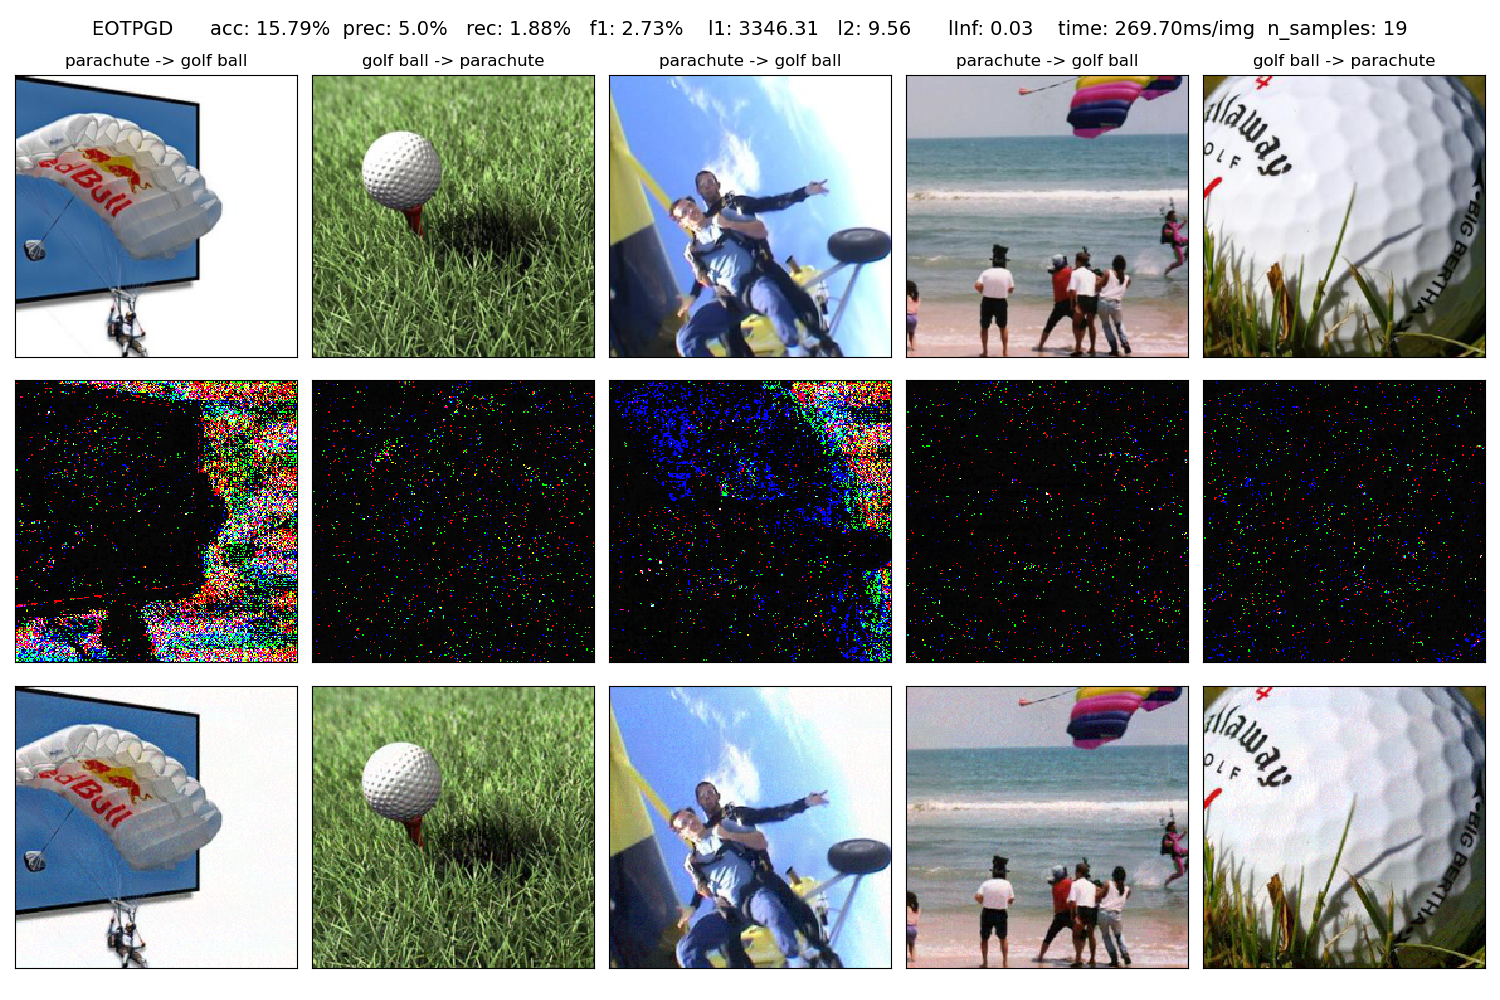 EOTPGD acc: 15.79% prec: 5.0% rec: 1.88% f1: 2.73% l1: 3346.31 l2: 9.56 lInf: 0.03 time: 269.70ms/img n_samples: 19
parachute -> golf ball
golf ball -> parachute
parachute -> golf ball
parachute -> golf ball
golf ball -> parachute
edBull
llaway
OLF
BIG BERTHA
edBull
llaway
OLF
BIG BERTHA